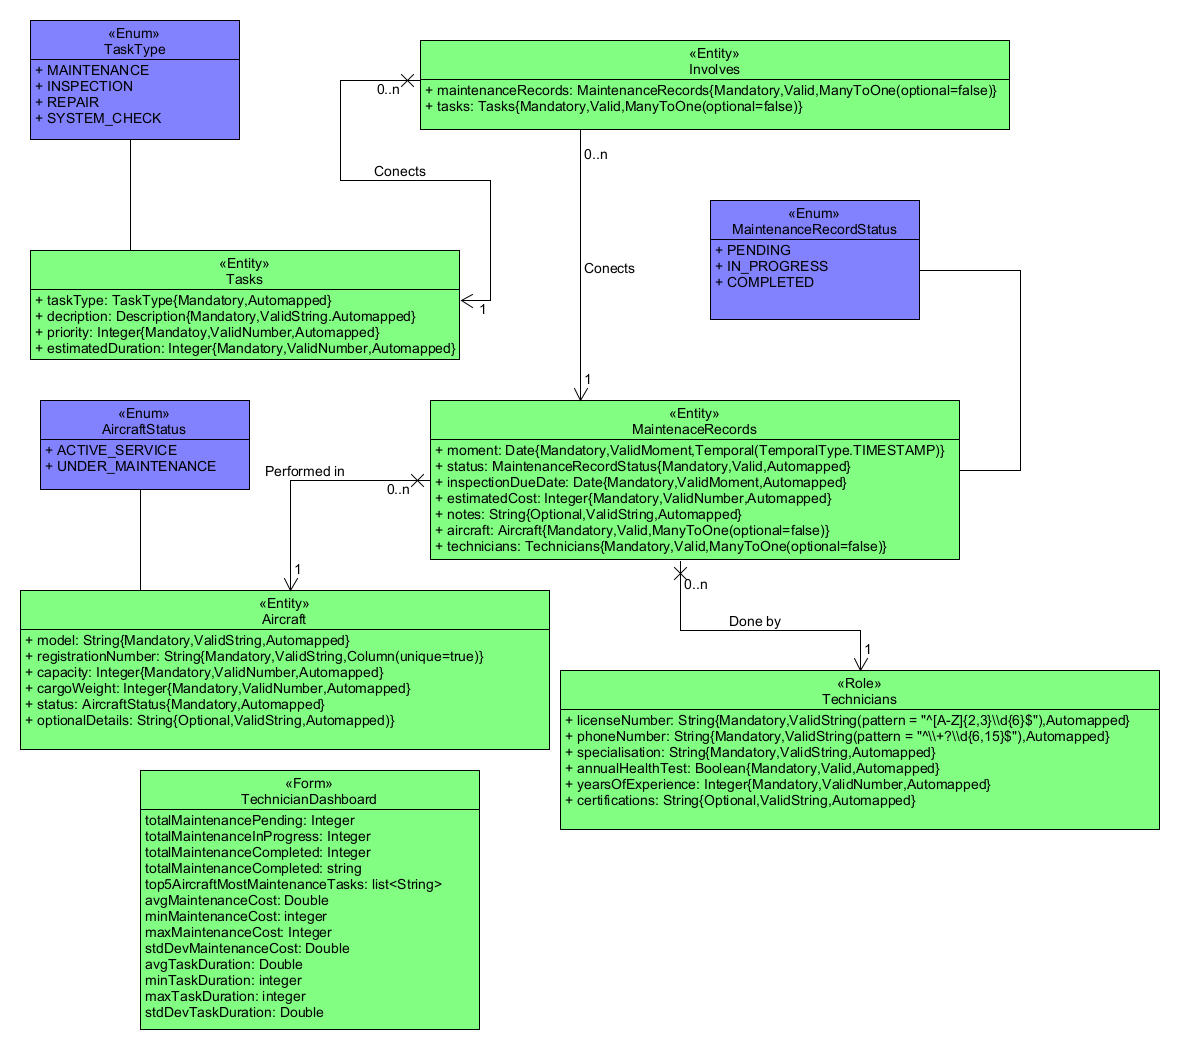 «Enum»
TaskType
+ MAINTENANCE
+ INSPECTION
+ REPAIR
+ SYSTEM_CHECK
«Entity»
Involves
+ maintenanceRecords: MaintenanceRecords{Mandatory,Valid,ManyToOne(optional=false)}
+ tasks: Tasks{Mandatory,Valid,ManyToOne(optional=false)}
0..n
Conects
1
0..n
Conects
1
«Enum»
MaintenanceRecordStatus
+ PENDING
+ IN_PROGRESS
+ COMPLETED
«Entity»
Tasks
+ taskType: TaskType{Mandatory,Automapped}
+ decription: Description{Mandatory,ValidString.Automapped}
+ priority: Integer{Mandatoy,ValidNumber,Automapped}
+ estimatedDuration: Integer{Mandatory,ValidNumber,Automapped}
«Enum»
AircraftStatus
+ ACTIVE_SERVICE
+ UNDER_MAINTENANCE
«Entity»
MaintenaceRecords
+ moment: Date{Mandatory,ValidMoment,Temporal(TemporalType.TIMESTAMP)}
+ status: MaintenanceRecordStatus{Mandatory,Valid,Automapped}
+ inspectionDueDate: Date{Mandatory,ValidMoment,Automapped}
+ estimatedCost: Integer{Mandatory,ValidNumber,Automapped}
+ notes: String{Optional,ValidString,Automapped}
+ aircraft: Aircraft{Mandatory,Valid,ManyToOne(optional=false)}
+ technicians: Technicians{Mandatory,Valid,ManyToOne(optional=false)}
Performed in
0..n
1
0..n
Done by
1
«Entity»
Aircraft
+ model: String{Mandatory,ValidString,Automapped}
+ registrationNumber: String{Mandatory,ValidString,Column(unique=true)}
+ capacity: Integer{Mandatory,ValidNumber,Automapped}
+ cargoWeight: Integer{Mandatory,ValidNumber,Automapped}
+ status: AircraftStatus{Mandatory,Automapped}
+ optionalDetails: String{Optional,ValidString,Automapped)}
«Role»
Technicians
+ licenseNumber: String{Mandatory,ValidString(pattern = "^[A-Z]{2,3}\\d{6}$"),Automapped}
+ phoneNumber: String{Mandatory,ValidString(pattern = "^\\+?\\d{6,15}$"),Automapped}
+ specialisation: String{Mandatory,ValidString,Automapped}
+ annualHealthTest: Boolean{Mandatory,Valid,Automapped}
+ yearsOfExperience: Integer{Mandatory,ValidNumber,Automapped}
+ certifications: String{Optional,ValidString,Automapped}
«Form»
TechnicianDashboard
totalMaintenancePending: Integer
totalMaintenanceInProgress: Integer
totalMaintenanceCompleted: Integer
totalMaintenanceCompleted: string
top5AircraftMostMaintenanceTasks: list<String>
avgMaintenanceCost: Double
minMaintenanceCost: integer
maxMaintenanceCost: Integer
stdDevMaintenanceCost: Double
avgTaskDuration: Double
minTaskDuration: integer
maxTaskDuration: integer
stdDevTaskDuration: Double